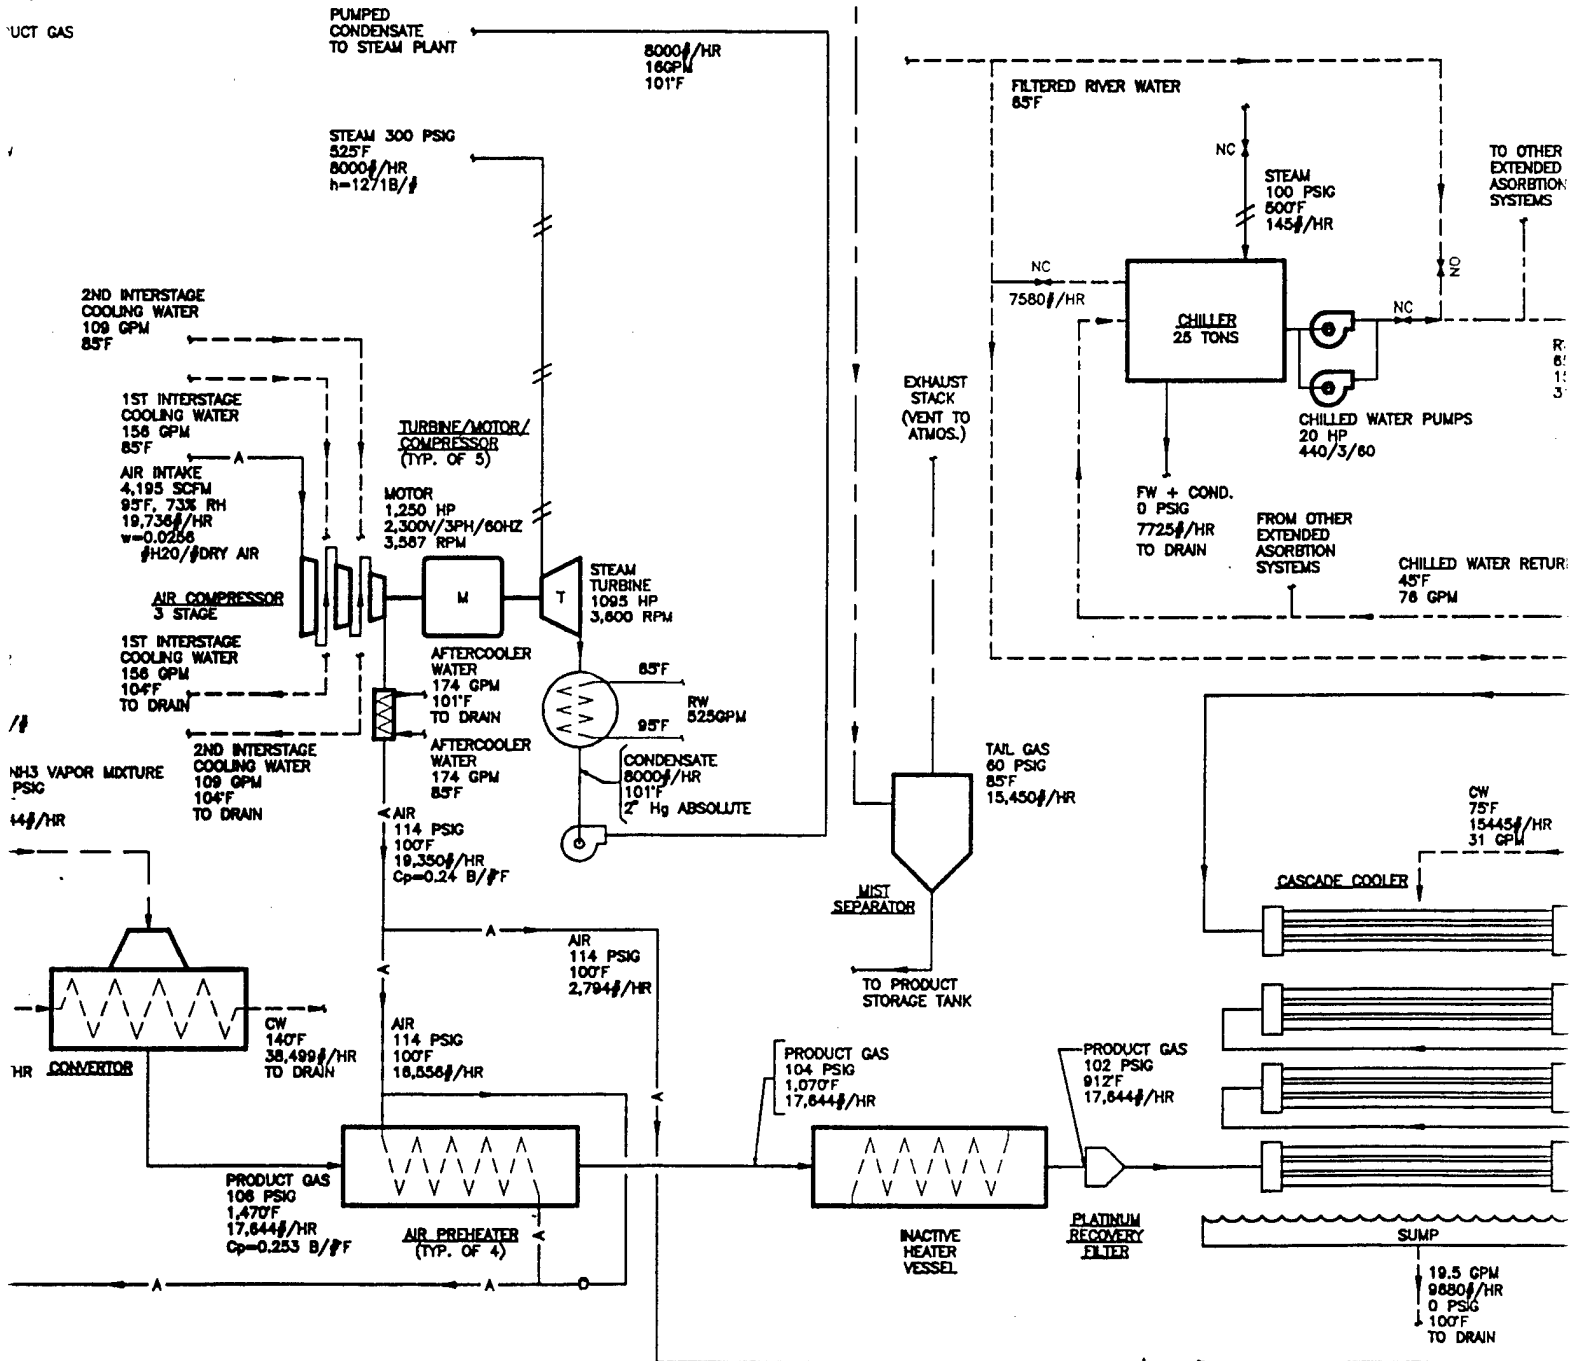 UCT GAS
PUMPED
CONDENSATE
TO STEAM PLANT
8000#/HR
16GPM
101°F
STEAM 300 PSIG
525°F
8000#/HR
h=1271B/#
FILTERED RIVER WATER
85°F
NC
STEAM
100 PSIG
500°F
145#/HR
TO OTHER
EXTENDED
ASORBTION
SYSTEMS
NC
7580#/HR
CHILLER
25 TONS
NO
NC
CHILLED WATER PUMPS
20 HP
440/3/60
FW + COND.
0 PSIG
7725#/HR
TO DRAIN
FROM OTHER
EXTENDED
ASORBTION
SYSTEMS
CHILLED WATER RETUR
45°F
76 GPM
2ND INTERSTAGE
COOLING WATER
109 GPM
85°F
1ST INTERSTAGE
COOLING WATER
156 GPM
85°F
A
AIR INTAKE
4,195 SCFM
95°F, 73% RH
19,736#/HR
w=0.0266
#H20/#DRY AIR
TURBINE/MOTOR/
COMPRESSOR
(TYP. OF 5)
MOTOR
1,250 HP
2,300V/3PH/60HZ
3,587 RPM
EXHAUST
STACK
(VENT TO
ATMOS.)
AIR COMPRESSOR
3 STAGE
M
T
STEAM
TURBINE
1095 HP
3,600 RPM
1ST INTERSTAGE
COOLING WATER
156 GPM
104°F
TO DRAIN
AFTERCOOLER
WATER
174 GPM
101°F
TO DRAIN
85°F
RW
525GPM
95°F
2ND INTERSTAGE
COOLING WATER
109 GPM
104°F
TO DRAIN
AFTERCOOLER
WATER
174 GPM
85°F
CONDENSATE
8000#/HR
101°F
2" Hg ABSOLUTE
/#
NH3 VAPOR MIXTURE
PSIG
#/HR
A
AIR
114 PSIG
100°F
19,350#/HR
Cp=0.24 B/#°F
TAIL GAS
60 PSIG
85°F
15,450#/HR
MIST
SEPARATOR
TO PRODUCT
STORAGE TANK
CW
75°F
15445#/HR
31 GPM
CASCADE COOLER
A
AIR
114 PSIG
100°F
2,794#/HR
A
AIR
114 PSIG
100°F
16,556#/HR
CW
140°F
38,499#/HR
TO DRAIN
HR
CONVERTOR
A
PRODUCT GAS
104 PSIG
1,070°F
17,644#/HR
PRODUCT GAS
102 PSIG
912°F
17,644#/HR
PRODUCT GAS
106 PSIG
1,470°F
17,644#/HR
Cp=0.253 B/#°F
AIR PREHEATER
(TYP. OF 4)
A
A
A
INACTIVE
HEATER
VESSEL
PLATINUM
RECOVERY
FILTER
SUMP
19.5 GPM
9880#/HR
0 PSIG
100°F
TO DRAIN